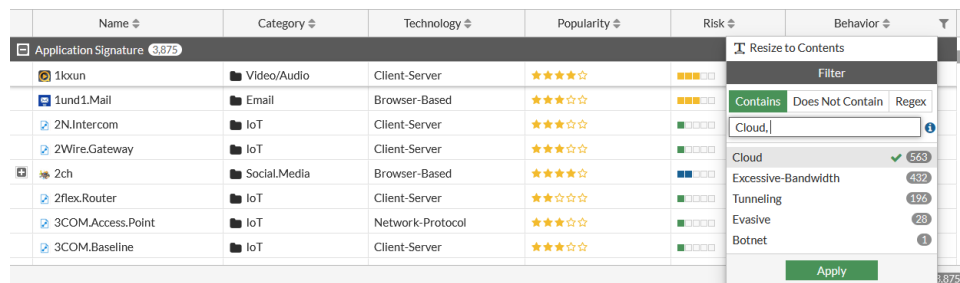 Name Category Technology Popularity Risk Behavior
Application Signature 3,875
Resize to Contents
1kxun Video/Audio Client-Server
Filter
1und1.Mail Email Browser-Based
Contains Does Not Contain Regex
2N.Intercom IoT Client-Server
Cloud,
2Wire.Gateway IoT Client-Server
Cloud 563
2ch Social.Media Browser-Based
Excessive-Bandwidth 432
2flex.Router IoT Client-Server
Tunneling 196
3COM.Access.Point IoT Network-Protocol
Evasive 28
3COM.Baseline IoT Client-Server
Botnet 1
Apply
3,875